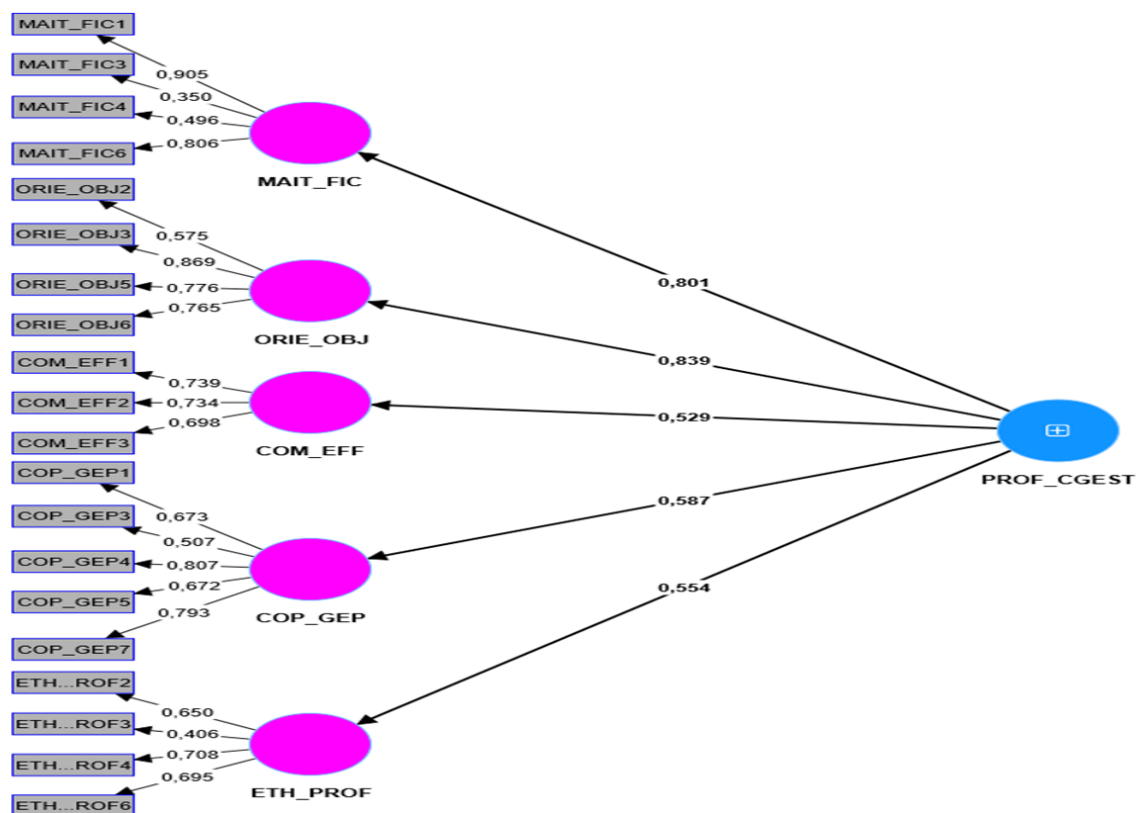 MAIT_FIC1
0,905
MAIT_FIC3
0,350
MAIT_FIC4
0,496
MAIT_FIC6
0,806
MAIT_FIC
ORIE_OBJ2
0,575
ORIE_OBJ3
0,869
ORIE_OBJ5
0,776
ORIE_OBJ6
0,765
ORIE_OBJ
COM_EFF1
0,739
COM_EFF2
0,734
COM_EFF3
0,698
COM_EFF
COP_GEP1
0,673
COP_GEP3
0,507
COP_GEP4
0,807
COP_GEP5
0,672
COP_GEP7
0,793
COP_GEP
ETH...ROF2
0,650
ETH...ROF3
0,406
ETH...ROF4
0,708
ETH...ROF6
0,695
ETH_PROF
0,801
0,839
0,529
0,587
0,554
PROF_CGEST